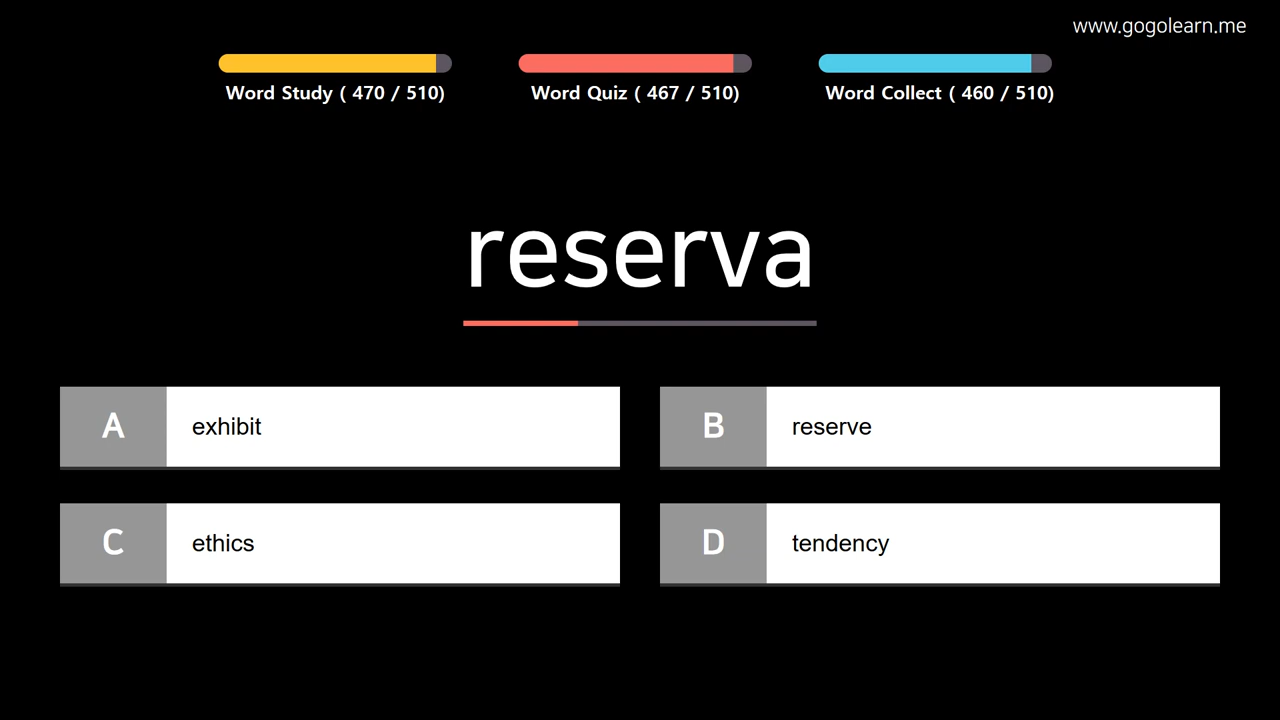 www.gogolearn.me
Word Study ( 470 / 510)
Word Quiz ( 467 / 510)
Word Collect ( 460 / 510)
reserva
A
exhibit
B
reserve
C
ethics
D
tendency